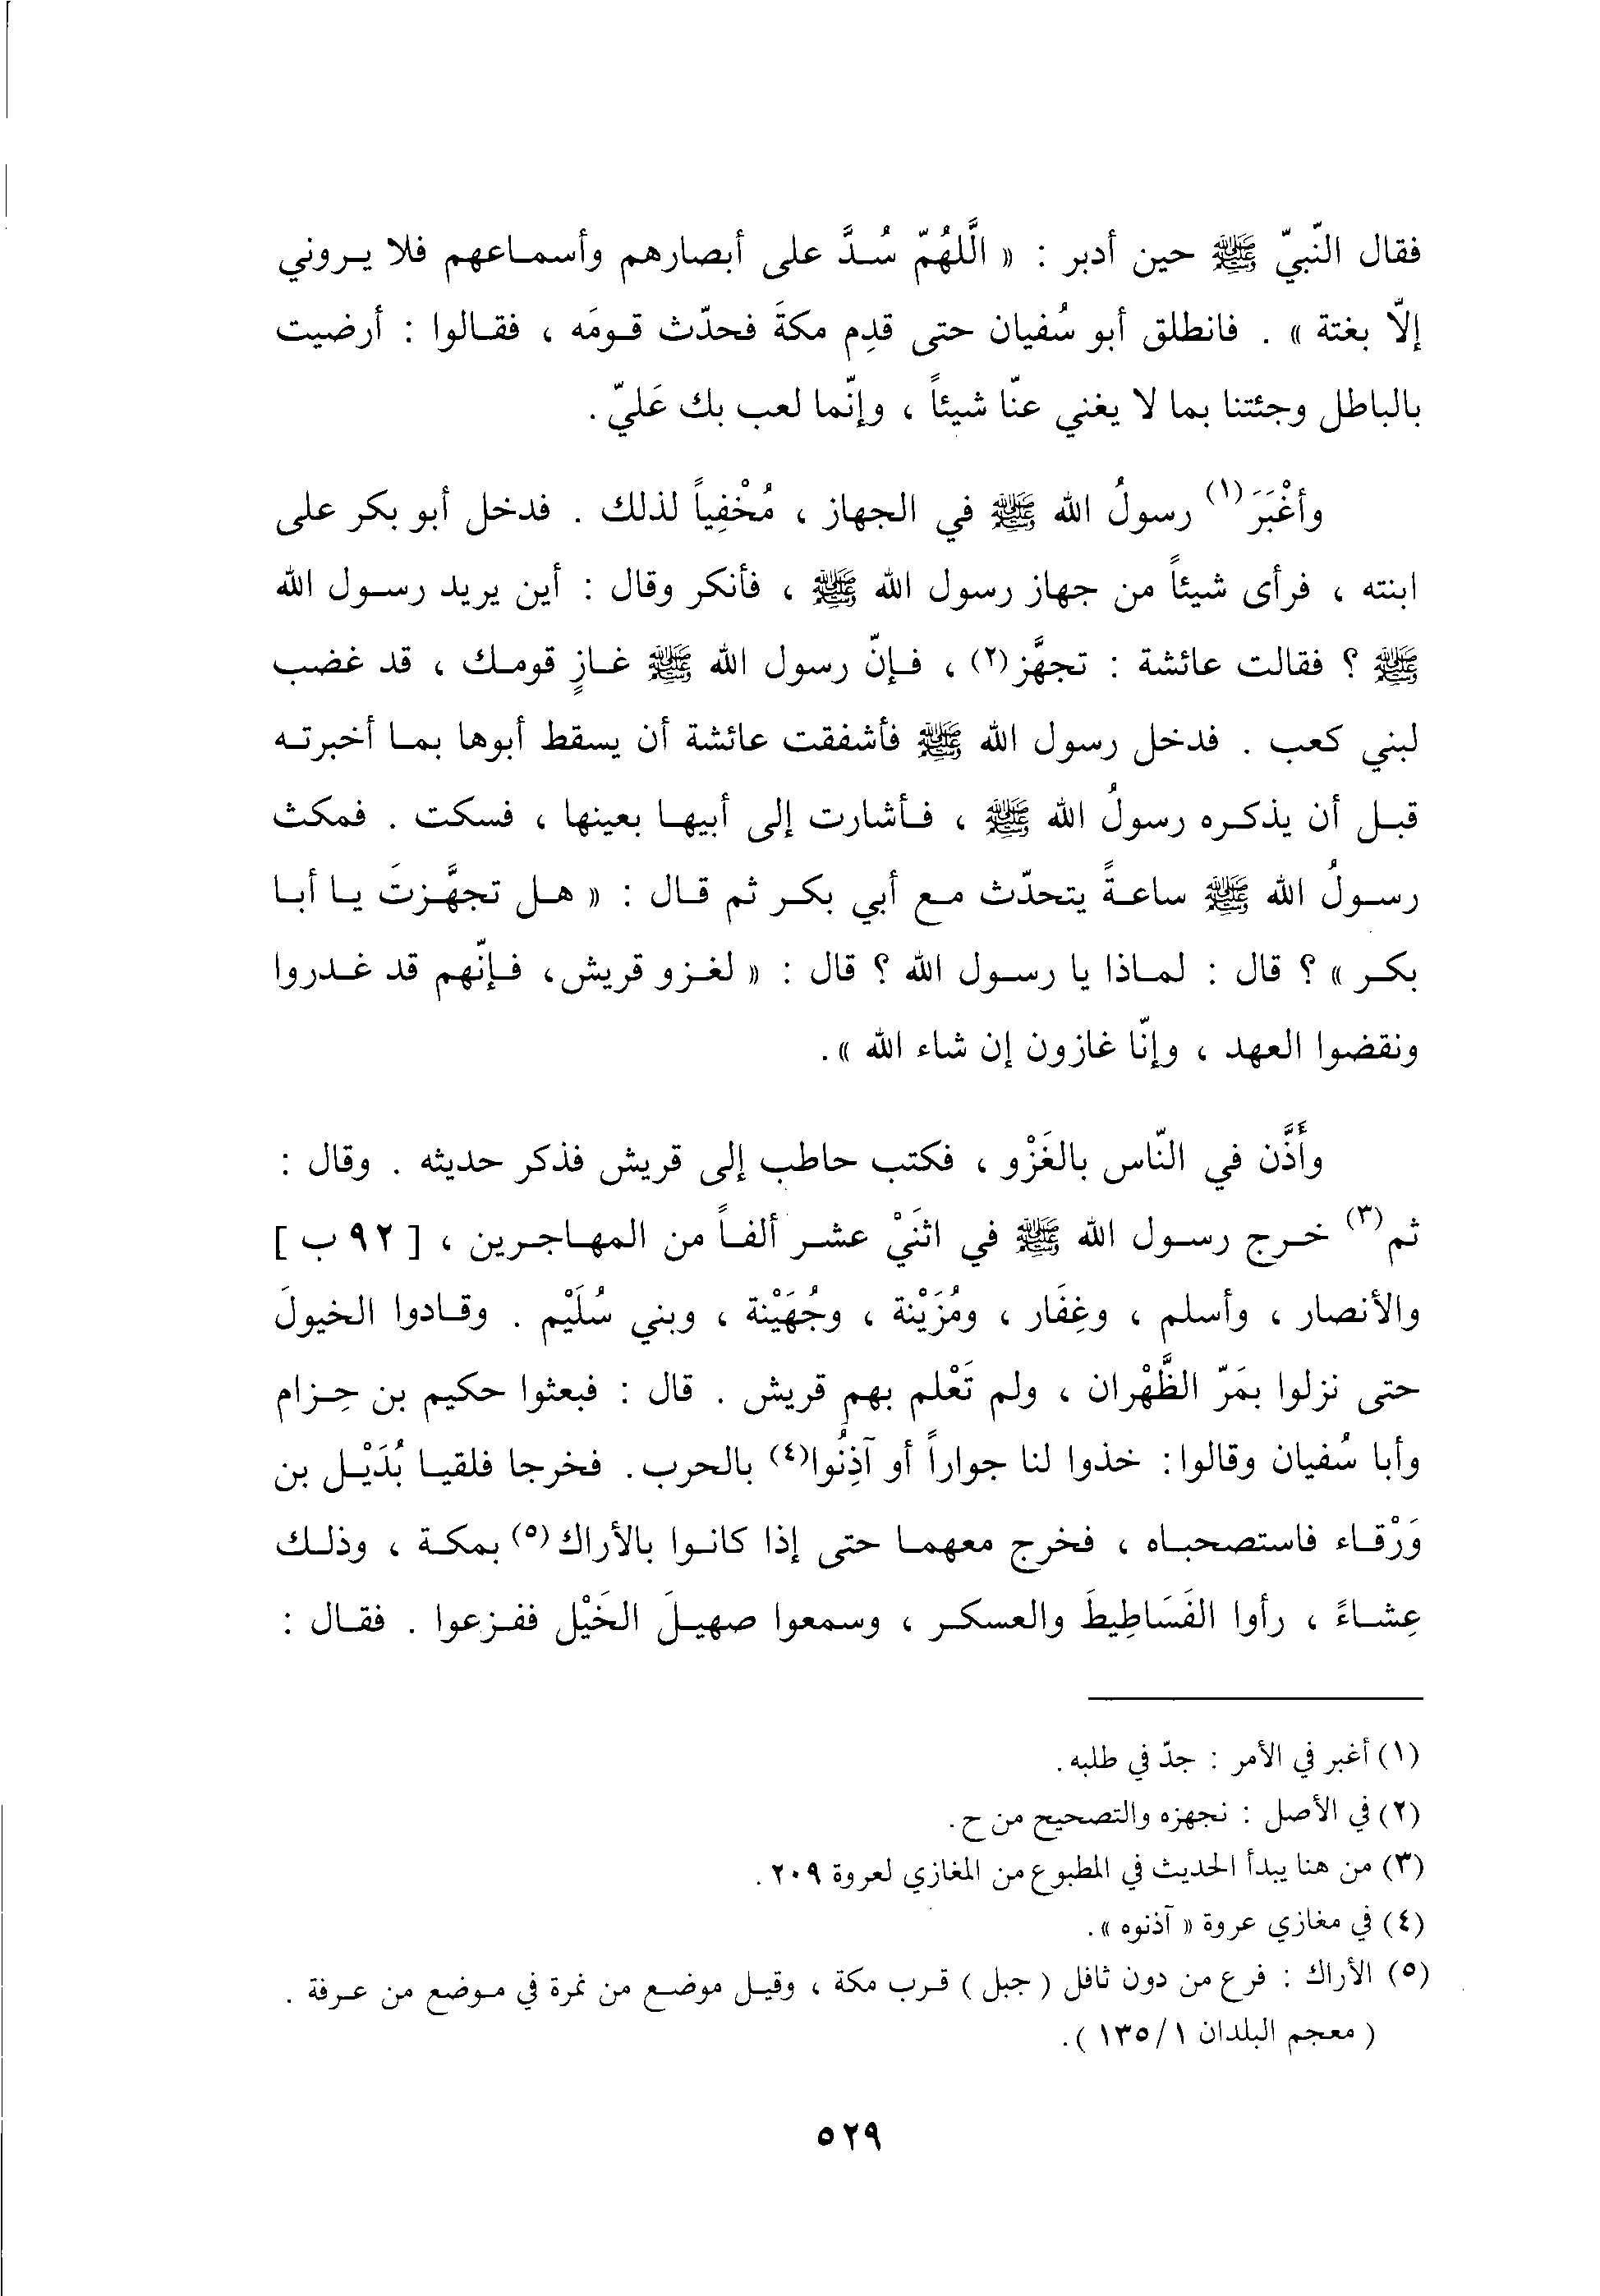 فقال النّبيّ ﷺ حين أدبر : « الَّلهُمّ سُدَّ على أبصارهم وأسماعهم فلا يروني
إلاّ بغتة » . فانطلق أبو سُفيان حتى قدِم مكةَ فحدّث قومَه ، فقالوا : أرضيت
بالباطل وجئتنا بما لا يغني عنّا شيئاً ، وإنّما لعب بك عَليّ .
وأَغْبَرَ(١) رسولُ الله ﷺ في الجهاز ، مُخْفِياً لذلك . فدخل أبو بكر على
ابنته ، فرأى شيئاً من جهاز رسول الله ﷺ ، فأنكر وقال : أين يريد رسول الله
ﷺ ؟ فقالت عائشة : تجهَّز(٢) ، فإنّ رسول الله ﷺ غازٍ قومك ، قد غضب
لبني كعب . فدخل رسول الله ﷺ فأشفقت عائشة أن يسقط أبوها بما أخبرته
قبل أن يذكره رسولُ الله ﷺ ، فأشارت إلى أبيها بعينها ، فسكت . فمكث
رسولُ الله ﷺ ساعةً يتحدّث مع أبي بكر ثم قال : « هل تجهَّزتَ يا أبا
بكر » ؟ قال : لماذا يا رسول الله ؟ قال : « لغزو قريش، فإنّهم قد غدروا
ونقضوا العهد ، وإنّا غازون إن شاء الله ».
وأَذَّن في النّاس بالغَزْو ، فكتب حاطب إلى قريش فذكر حديثه . وقال :
ثم(٣) خرج رسول الله ﷺ في اثنَيْ عشر ألفاً من المهاجرين ، [ ٩٢ ب ]
والأنصار ، وأسلم ، وغِفَار ، ومُزَيْنة ، وجُهَيْنة ، وبني سُلَيْم . وقادوا الخيولَ
حتى نزلوا بمَرّ الظَّهْران ، ولم تَعْلم بهم قريش . قال : فبعثوا حكيم بن حِزام
وأبا سُفيان وقالوا: خذوا لنا جواراً أو آذِنُوا(٤) بالحرب. فخرجا فلقيا بُدَيْل بن
وَرْقاء فاستصحباه ، فخرج معهما حتى إذا كانوا بالأراك(٥) بمكة ، وذلك
عِشاءً ، رأوا الفَسَاطِيطَ والعسكر ، وسمعوا صهيلَ الخَيْل ففزعوا . فقال :
(١) أغبر في الأمر : جدّ في طلبه .
(٢) في الأصل : نجهزه والتصحيح من ح .
(٣) من هنا يبدأ الحديث في المطبوع من المغازي لعروة ٢٠٩ .
(٤) في مغازي عروة « آذنوه » .
(٥) الأراك : فرع من دون ثافل ( جبل ) قرب مكة ، وقيل موضع من نمرة في موضع من عرفة .
( معجم البلدان ١/ ١٣٥ ) .
٥٢٩